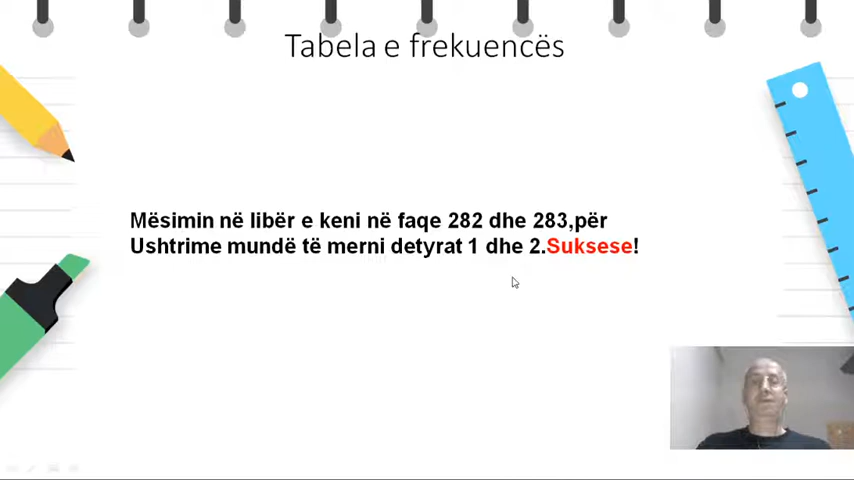 Tabela e frekuencës
Mësimin në libër e keni në faqe 282 dhe 283,për
Ushtrime mundë të merni detyrat 1 dhe 2.Suksese!